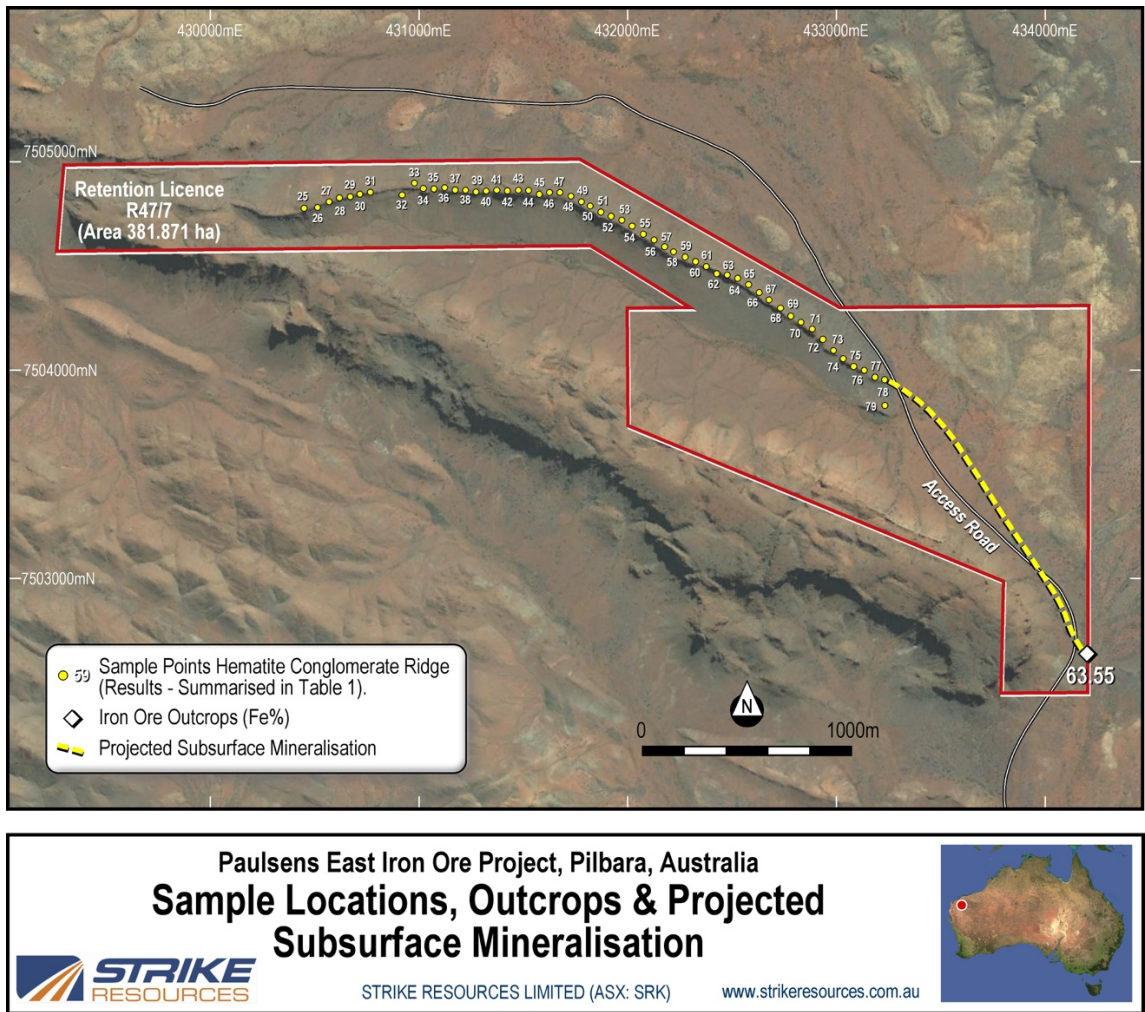 430000mE 431000mE 432000mE 433000mE 434000mE
7505000mN
Retention Licence
R47/7
(Area 381.871 ha)
25 26 27 28 29 30 31 32 33 34 35 36 37 38 39 40 41 42 43 44 45 46 47 48 49 50 51 52 53 54 55 56 57 58 59 60 61 62 63 64 65 66 67 68 69 70 71 72 73 74 75 76 77 78 79
7504000mN
Access Road
7503000mN
63.55
59 Sample Points Hematite Conglomerate Ridge
(Results - Summarised in Table 1).
Iron Ore Outcrops (Fe%)
Projected Subsurface Mineralisation
N
0 1000m
Paulsens East Iron Ore Project, Pilbara, Australia
Sample Locations, Outcrops & Projected
Subsurface Mineralisation
STRIKE
RESOURCES
STRIKE RESOURCES LIMITED (ASX: SRK) www.strikeresources.com.au